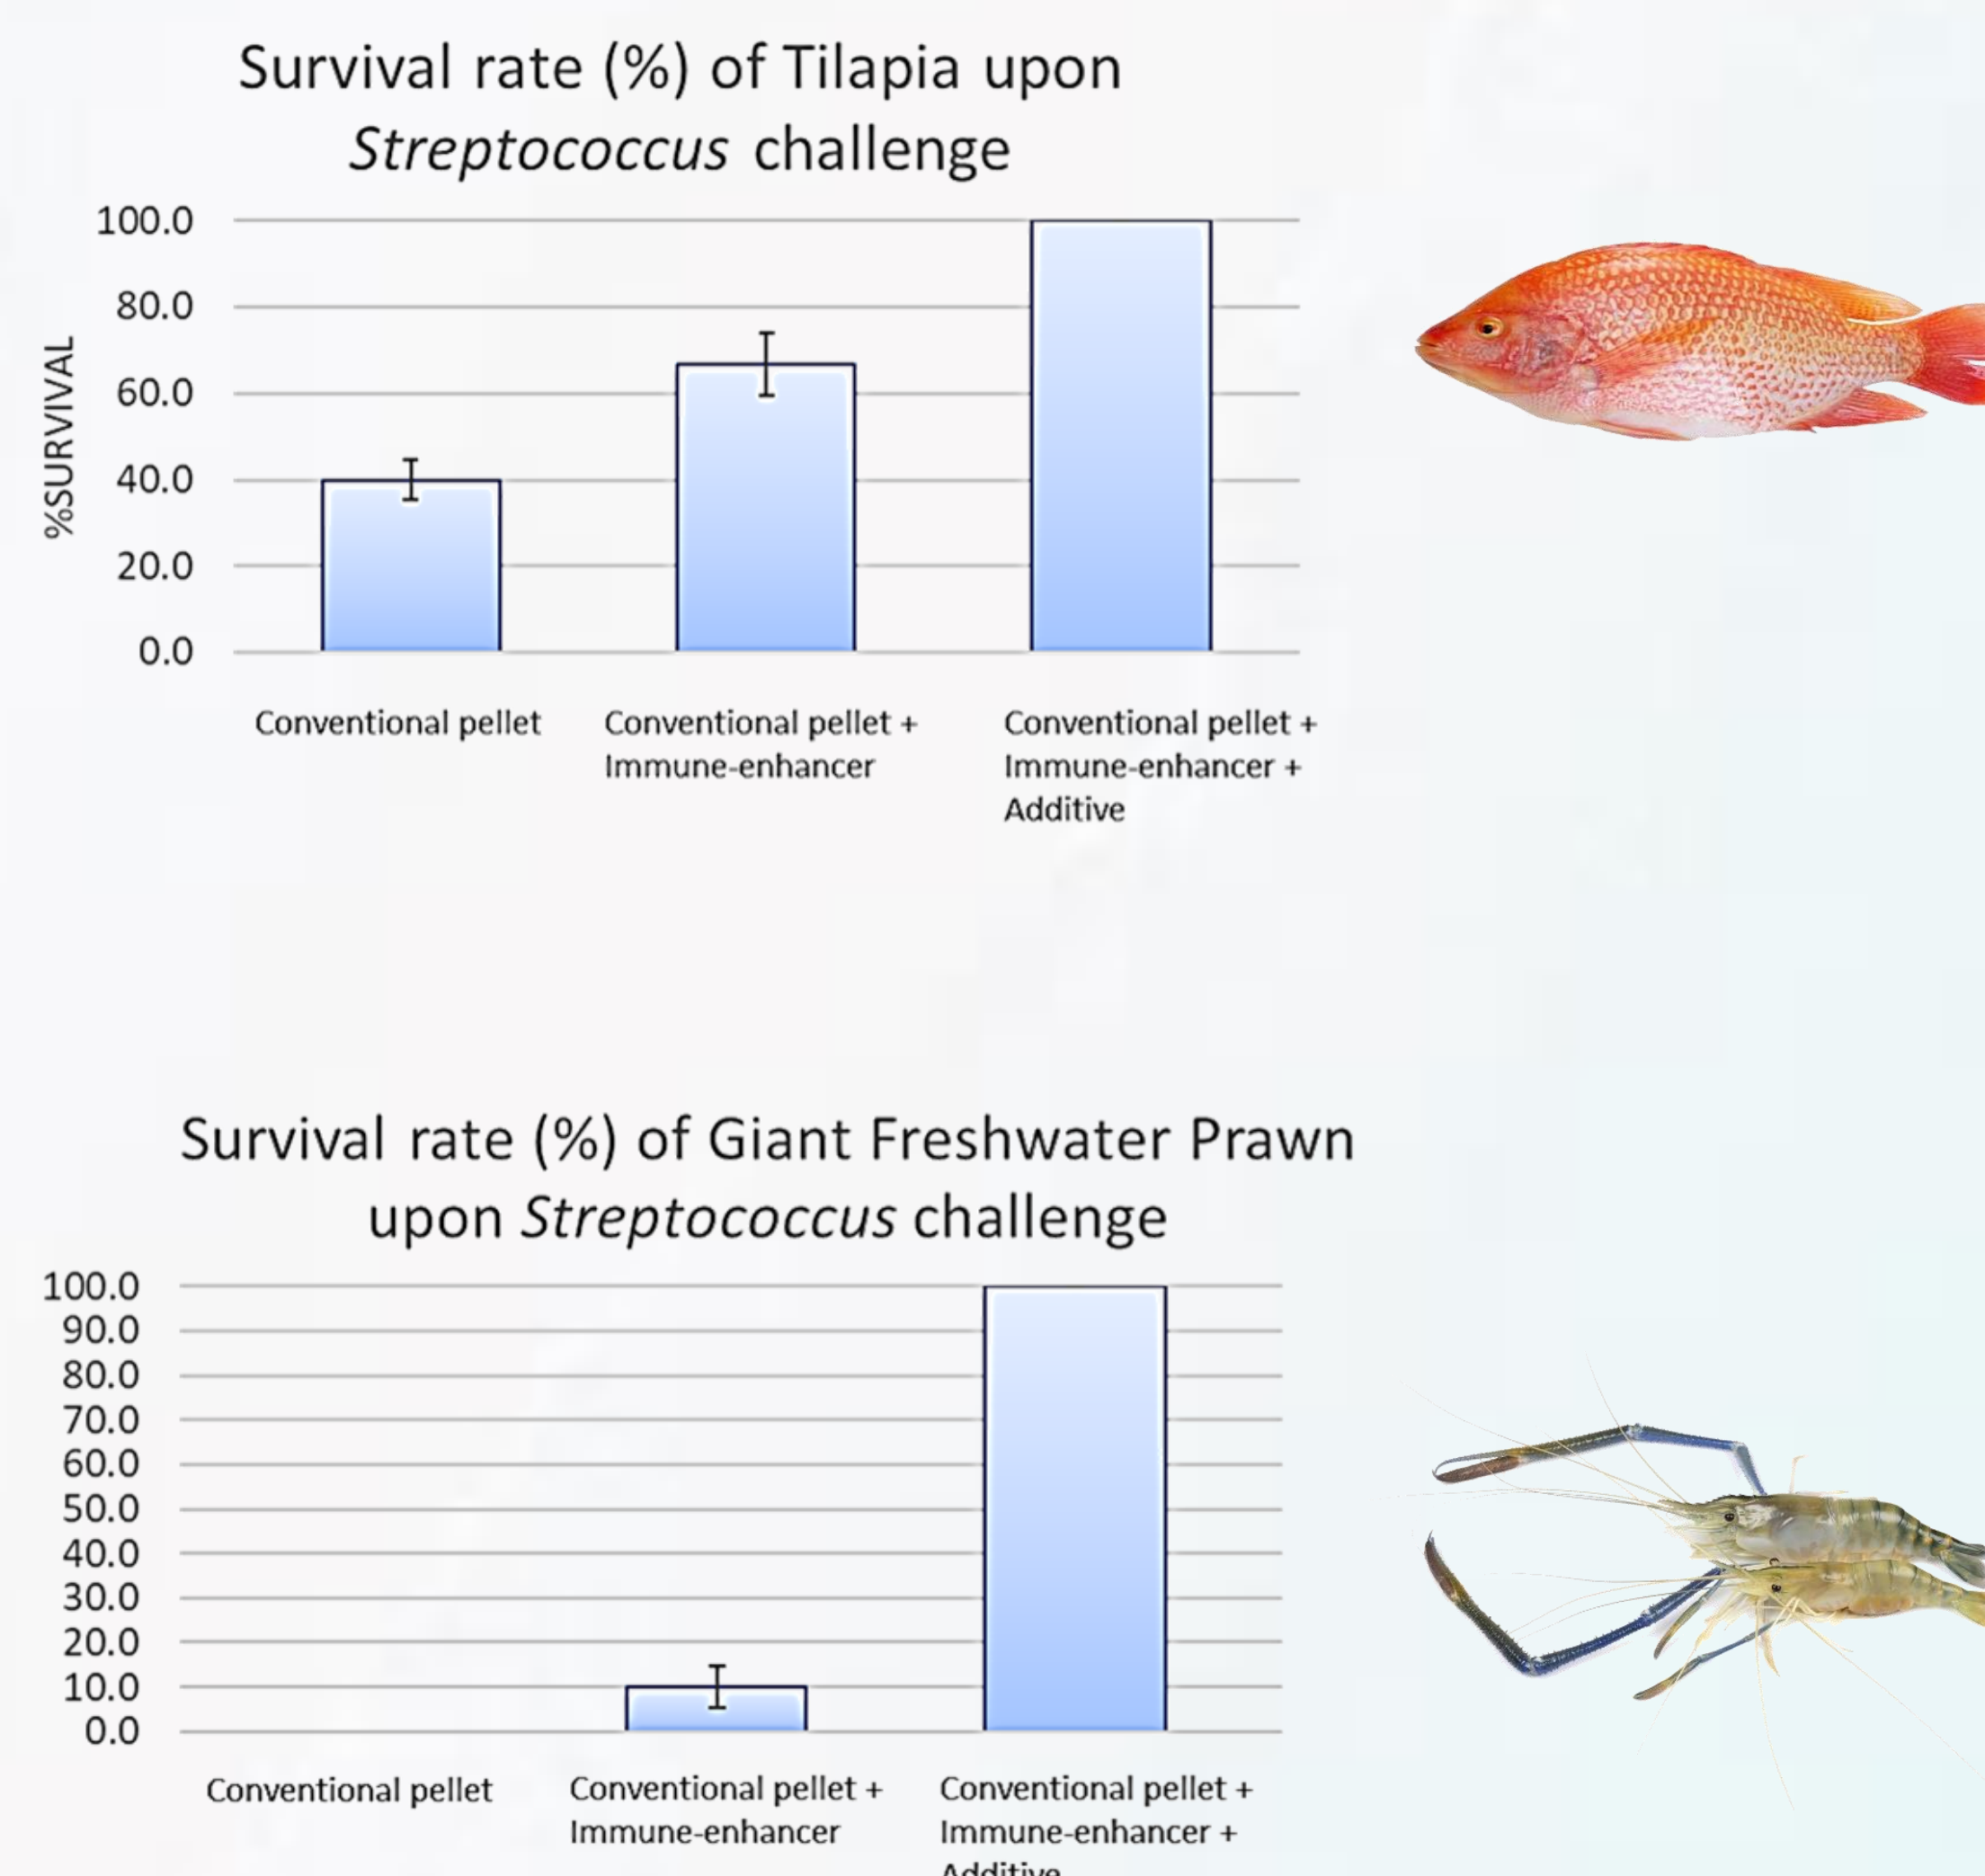 Survival rate (%) of Tilapia upon
Streptococcus challenge
%SURVIVAL
100.0
80.0
60.0
40.0
20.0
0.0
Conventional pellet
Conventional pellet +
Immune-enhancer
Conventional pellet +
Immune-enhancer +
Additive
Survival rate (%) of Giant Freshwater Prawn
upon Streptococcus challenge
100.0
90.0
80.0
70.0
60.0
50.0
40.0
30.0
20.0
10.0
0.0
Conventional pellet
Conventional pellet +
Immune-enhancer
Conventional pellet +
Immune-enhancer +
Additive